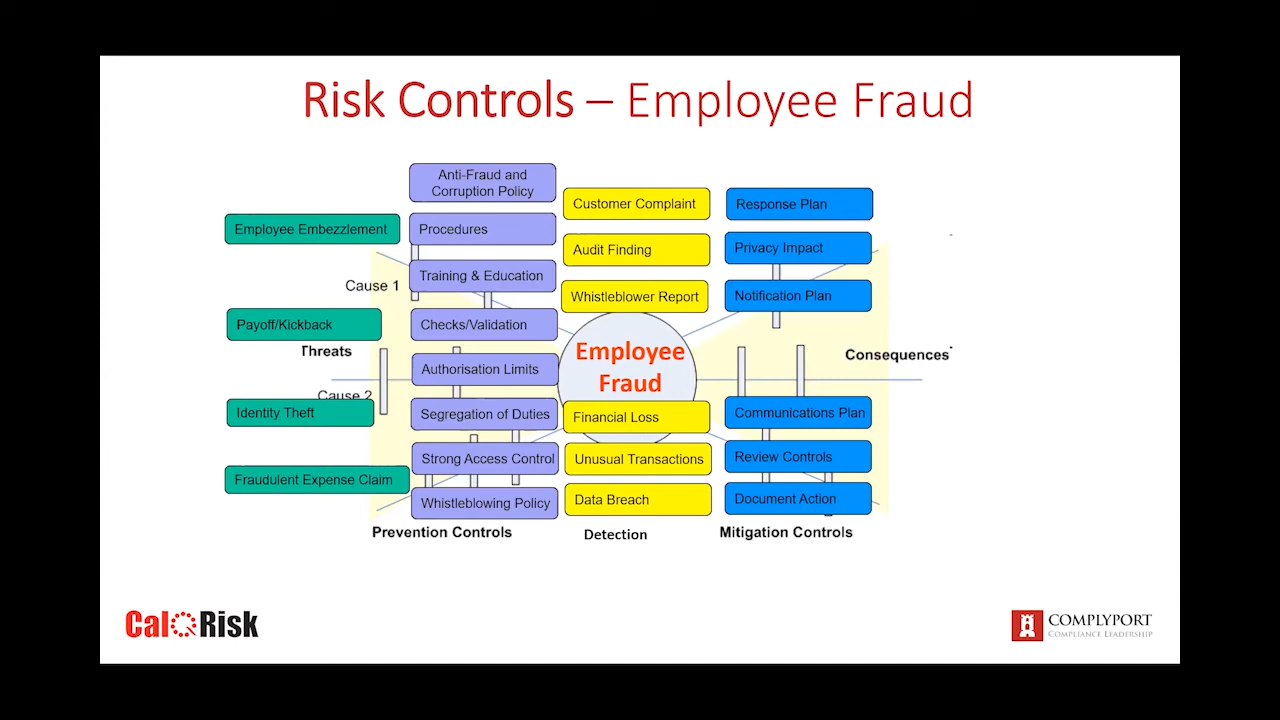 Risk Controls – Employee Fraud
Employee Embezzlement
Cause 1
Payoff/Kickback
Threats
Cause 2
Identity Theft
Fraudulent Expense Claim
Anti-Fraud and
Corruption Policy
Procedures
Training & Education
Checks/Validation
Authorisation Limits
Segregation of Duties
Strong Access Control
Whistleblowing Policy
Prevention Controls
Customer Complaint
Audit Finding
Whistleblower Report
Employee
Fraud
Financial Loss
Unusual Transactions
Data Breach
Detection
Response Plan
Privacy Impact
Notification Plan
Consequences
Communications Plan
Review Controls
Document Action
Mitigation Controls
CalQRisk
COMPLYPORT
COMPLIANCE LEADERSHIP